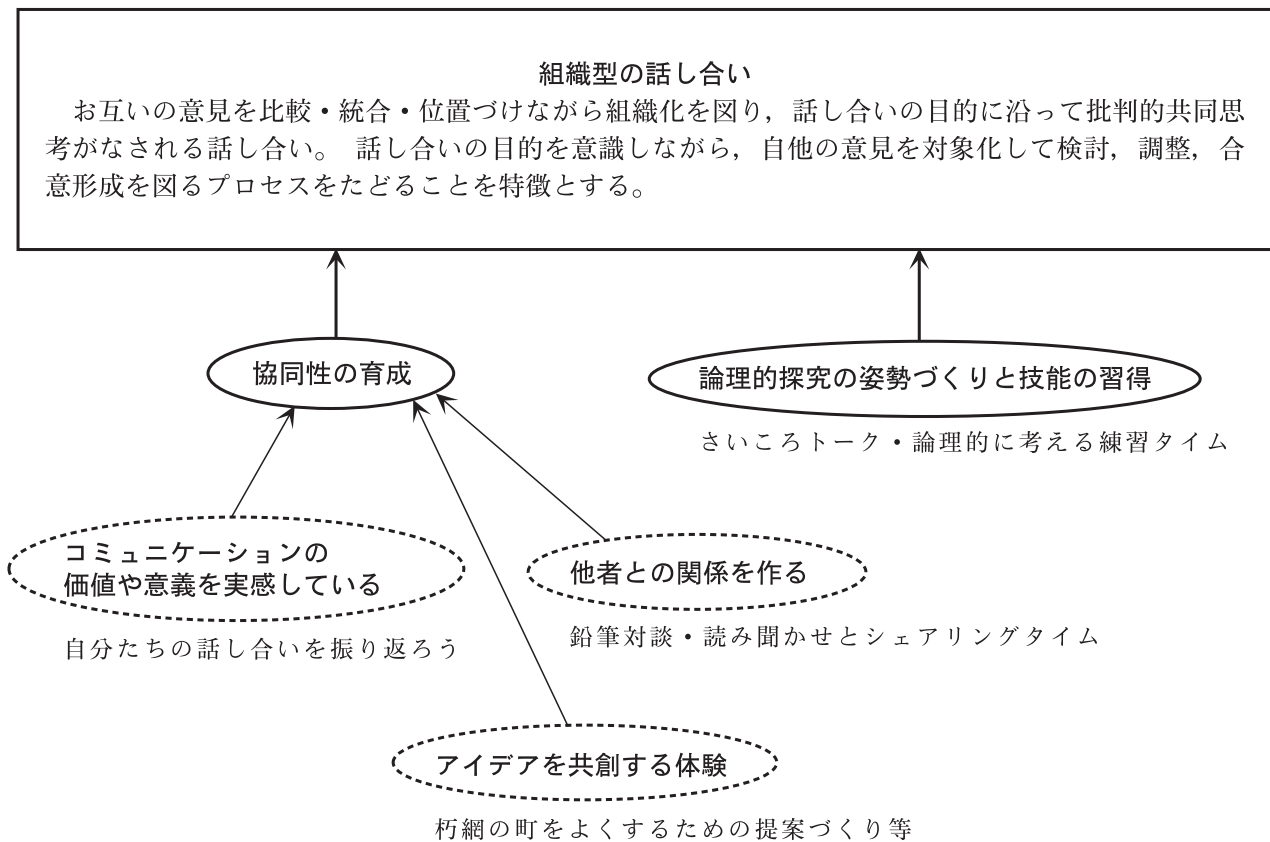 組織型の話し合い
お互いの意見を比較・統合・位置づけながら組織化を図り，話し合いの目的に沿って批判的共同思
考がなされる話し合い。 話し合いの目的を意識しながら，自他の意見を対象化して検討，調整，合
意形成を図るプロセスをたどることを特徴とする。
協同性の育成
論理的探究の姿勢づくりと技能の習得
さいころトーク・論理的に考える練習タイム
コミュニケーションの
価値や意義を実感している
自分たちの話し合いを振り返ろう
他者との関係を作る
鉛筆対談・読み聞かせとシェアリングタイム
アイデアを共創する体験
朽網の町をよくするための提案づくり等